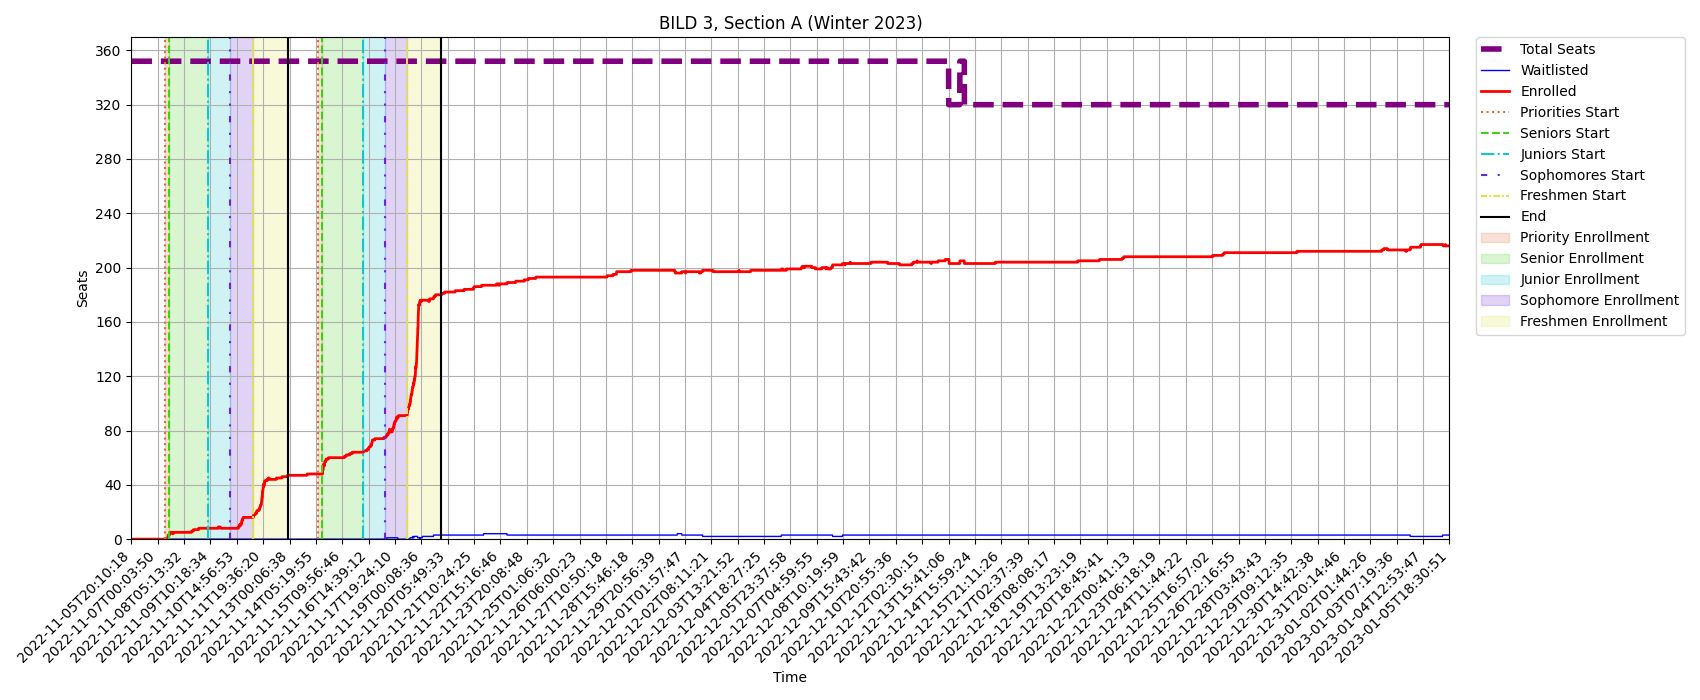 BILD 3, Section A (Winter 2023)
Seats
360
320
280
240
200
160
120
80
40
0
2022-11-05T20:10:18
2022-11-07T00:03:50
2022-11-08T05:13:32
2022-11-09T10:18:34
2022-11-10T14:56:53
2022-11-11T19:36:20
2022-11-13T00:06:38
2022-11-14T05:19:55
2022-11-15T09:56:46
2022-11-16T14:39:12
2022-11-17T19:24:10
2022-11-19T00:08:36
2022-11-20T05:49:33
2022-11-21T10:24:25
2022-11-22T15:16:46
2022-11-23T20:08:48
2022-11-25T01:06:32
2022-11-26T06:00:23
2022-11-27T10:50:18
2022-11-28T15:46:18
2022-11-29T20:56:39
2022-12-01T01:57:47
2022-12-02T08:11:21
2022-12-03T13:21:52
2022-12-04T18:27:25
2022-12-05T23:37:58
2022-12-07T04:59:55
2022-12-08T10:19:59
2022-12-09T15:43:42
2022-12-10T20:55:36
2022-12-12T02:30:15
2022-12-13T15:41:06
2022-12-14T15:59:24
2022-12-15T21:11:26
2022-12-17T02:37:39
2022-12-18T08:08:17
2022-12-19T13:23:19
2022-12-20T18:45:41
2022-12-22T00:41:13
2022-12-23T06:18:19
2022-12-24T11:44:22
2022-12-25T16:57:02
2022-12-26T22:16:55
2022-12-28T03:43:43
2022-12-29T09:12:35
2022-12-30T14:42:38
2022-12-31T20:14:46
2023-01-02T01:44:26
2023-01-03T07:19:36
2023-01-04T12:53:47
2023-01-05T18:30:51
Time
Total Seats
Waitlisted
Enrolled
Priorities Start
Seniors Start
Juniors Start
Sophomores Start
Freshmen Start
End
Priority Enrollment
Senior Enrollment
Junior Enrollment
Sophomore Enrollment
Freshmen Enrollment